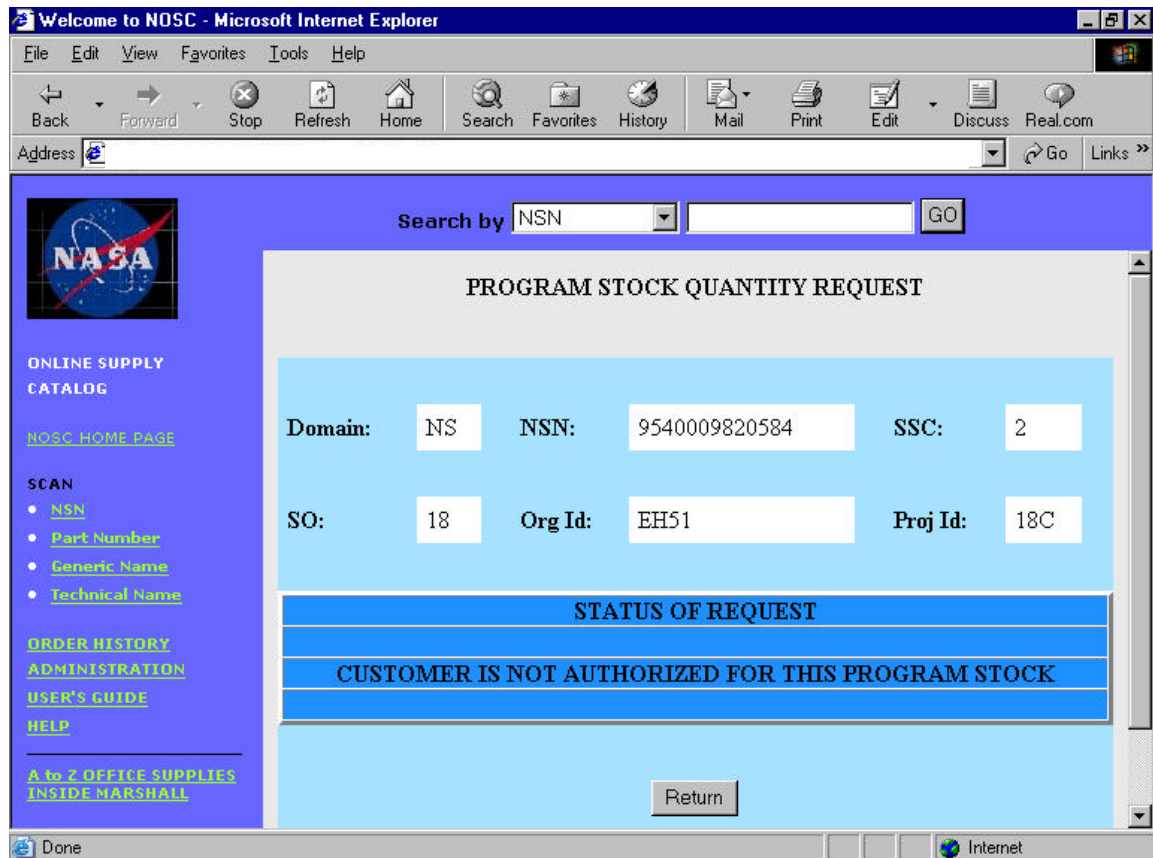 Welcome to NOSC - Microsoft Internet Explorer
File Edit View Favorites Tools Help
Back Forward Stop Refresh Home Search Favorites History Mail Print Edit Discuss Real.com
Address Go Links »
NASA
Search by NSN GO
PROGRAM STOCK QUANTITY REQUEST
ONLINE SUPPLY
CATALOG
NOSC HOME PAGE
SCAN
NSN
Part Number
Generic Name
Technical Name
ORDER HISTORY
ADMINISTRATION
USER'S GUIDE
HELP
A to Z OFFICE SUPPLIES
INSIDE MARSHALL
Domain: NS NSN: 9540009820584 SSC: 2
SO: 18 Org Id: EH51 Proj Id: 18C
STATUS OF REQUEST
CUSTOMER IS NOT AUTHORIZED FOR THIS PROGRAM STOCK
Return
Done Internet